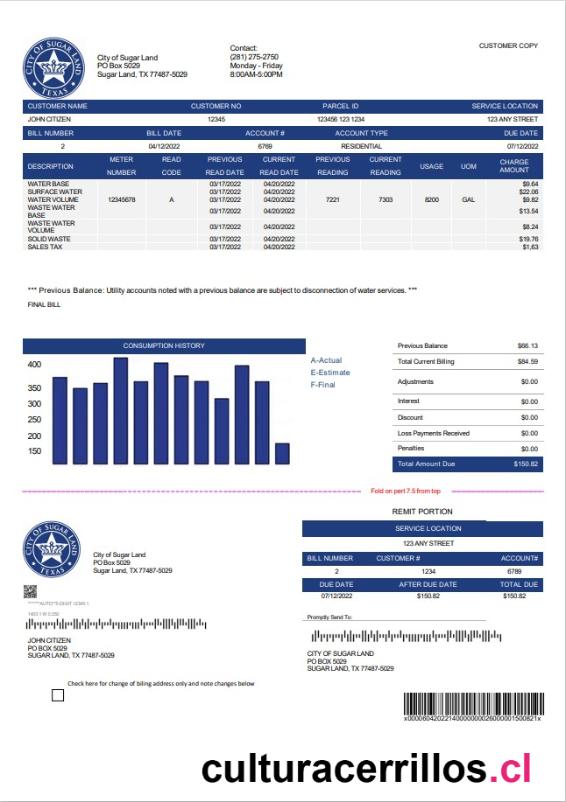 CITY OF SUGAR LAND
TEXAS
City of Sugar Land
PO Box 5029
Sugar Land, TX 77487-5029
Contact:
(281) 275-2750
Monday - Friday
8:00AM-5:00PM
CUSTOMER COPY
CUSTOMER NAME CUSTOMER NO PARCEL ID SERVICE LOCATION
JOHN CITIZEN 12345 123456 123 1234 123 ANY STREET
BILL NUMBER BILL DATE ACCOUNT # ACCOUNT TYPE DUE DATE
2 04/12/2022 6769 RESIDENTIAL 07/12/2022
DESCRIPTION METER NUMBER READ CODE PREVIOUS READ DATE CURRENT READ DATE PREVIOUS READING CURRENT READING USAGE UOM CHARGE AMOUNT
WATER BASE 03/17/2022 04/20/2022 $9.64
SURFACE WATER 03/17/2022 04/20/2022 $22.06
WATER VOLUME 12345678 A 03/17/2022 04/20/2022 7221 7303 8200 GAL $9.82
WASTE WATER BASE 03/17/2022 04/20/2022 $13.54
WASTE WATER VOLUME 03/17/2022 04/20/2022 $8.24
SOLID WASTE 03/17/2022 04/20/2022 $19.76
SALES TAX 03/17/2022 04/20/2022 $1,63
*** Previous Balance: Utility accounts noted with a previous balance are subject to disconnection of water services. ***
FINAL BILL
CONSUMPTION HISTORY
400
350
300
250
200
150
A-Actual
E-Estimate
F-Final
Previous Balance $66.13
Total Current Billing $84.59
Adjustments $0.00
Interest $0.00
Discount $0.00
Loss Payments Received $0.00
Penalties $0.00
Total Amount Due $150.82
Fold on pert 7.5 from top
REMIT PORTION
CITY OF SUGAR LAND
TEXAS
City of Sugar Land
PO Box 5029
Sugar Land, TX 77487-5029
SERVICE LOCATION
123 ANY STREET
BILL NUMBER CUSTOMER # ACCOUNT#
2 1234 6789
DUE DATE AFTER DUE DATE TOTAL DUE
07/12/2022 $150.82 $150.82
Promptly Send To:
JOHN CITIZEN
PO BOX 5029
SUGAR LAND, TX 77487-5029
CITY OF SUGAR LAND
PO BOX 5029
SUGAR LAND, TX 77487-5029
Check here for change of biling address only and note changes below
culturacerrillos.cl